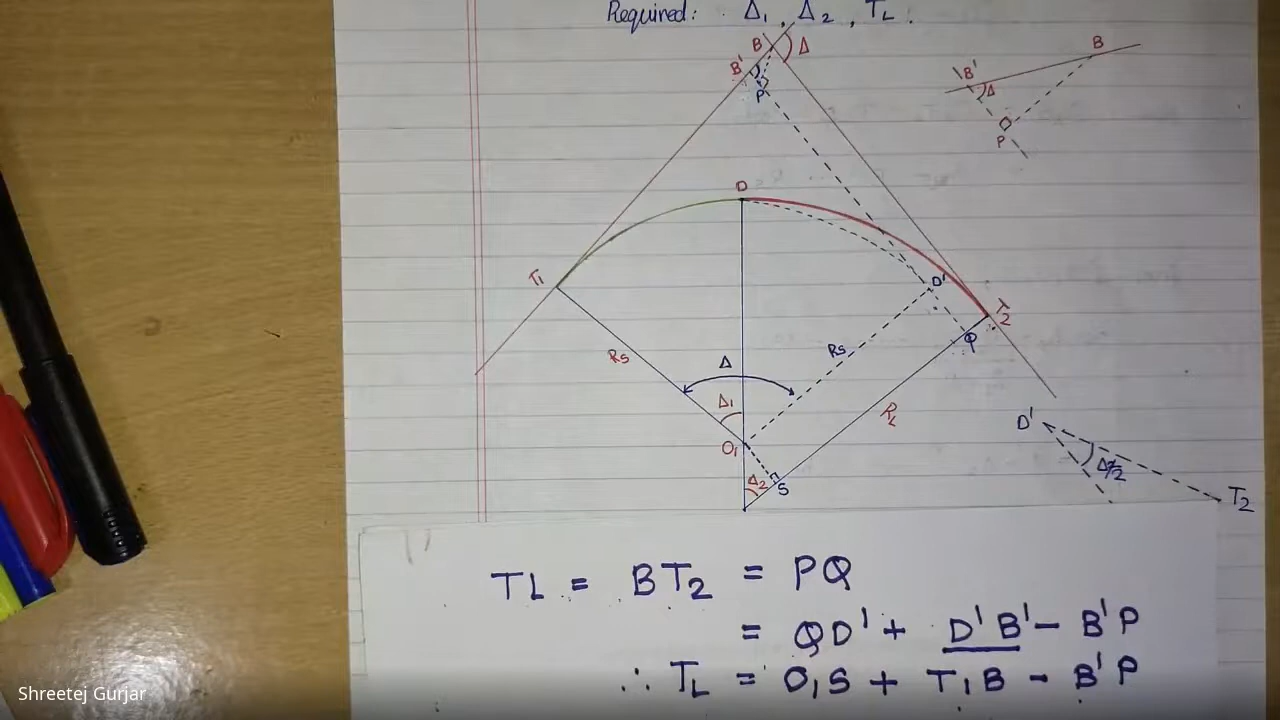 Required: Δ₁, Δ₂, TL.
B Δ
B'
P
B
B'
Δ
P
D
T₁
D'
T₂
Q
Rs
Rs
Δ
Δ₁
RL
O₁
Δ₂
S
D'
Δ₂/2
T₂
TL = BT₂ = PQ
= QD' + D'B' - B'P
∴ TL = O₁S + T₁B - B'P
Shreetej Gurjar